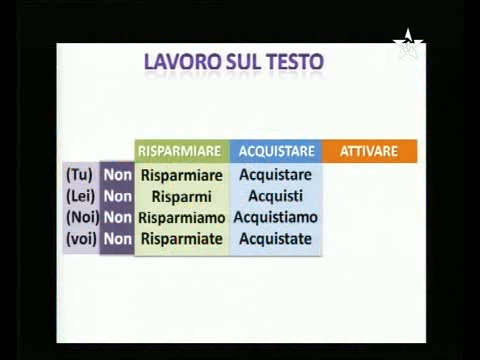 LAVORO SUL TESTO
RISPARMIARE ACQUISTARE ATTIVARE
(Tu) Non Risparmiare Acquistare
(Lei) Non Risparmi Acquisti
(Noi) Non Risparmiamo Acquistiamo
(voi) Non Risparmiate Acquistate